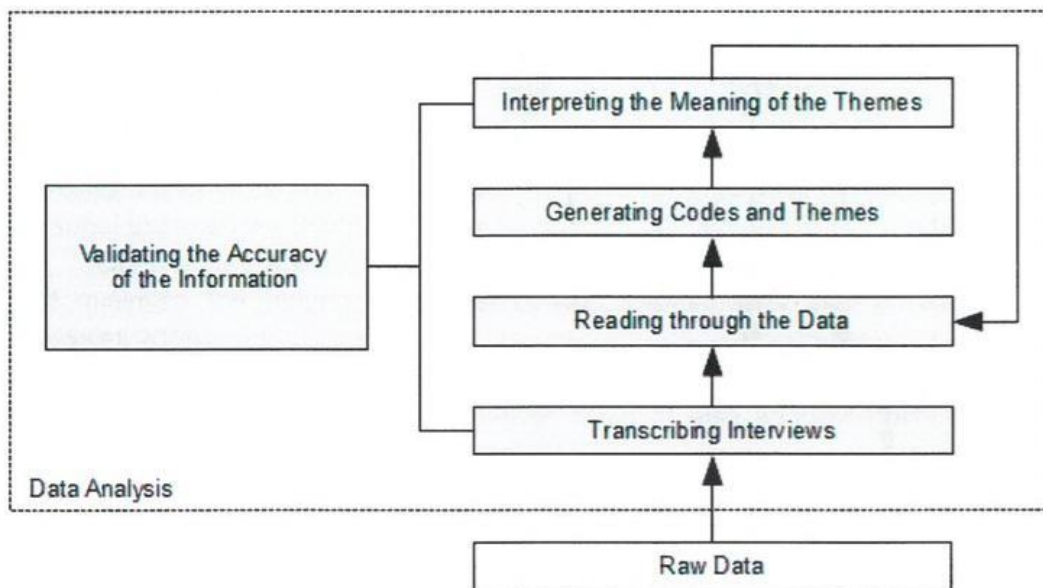 Interpreting the Meaning of the Themes
Generating Codes and Themes
Validating the Accuracy
of the Information
Reading through the Data
Transcribing Interviews
Data Analysis
Raw Data